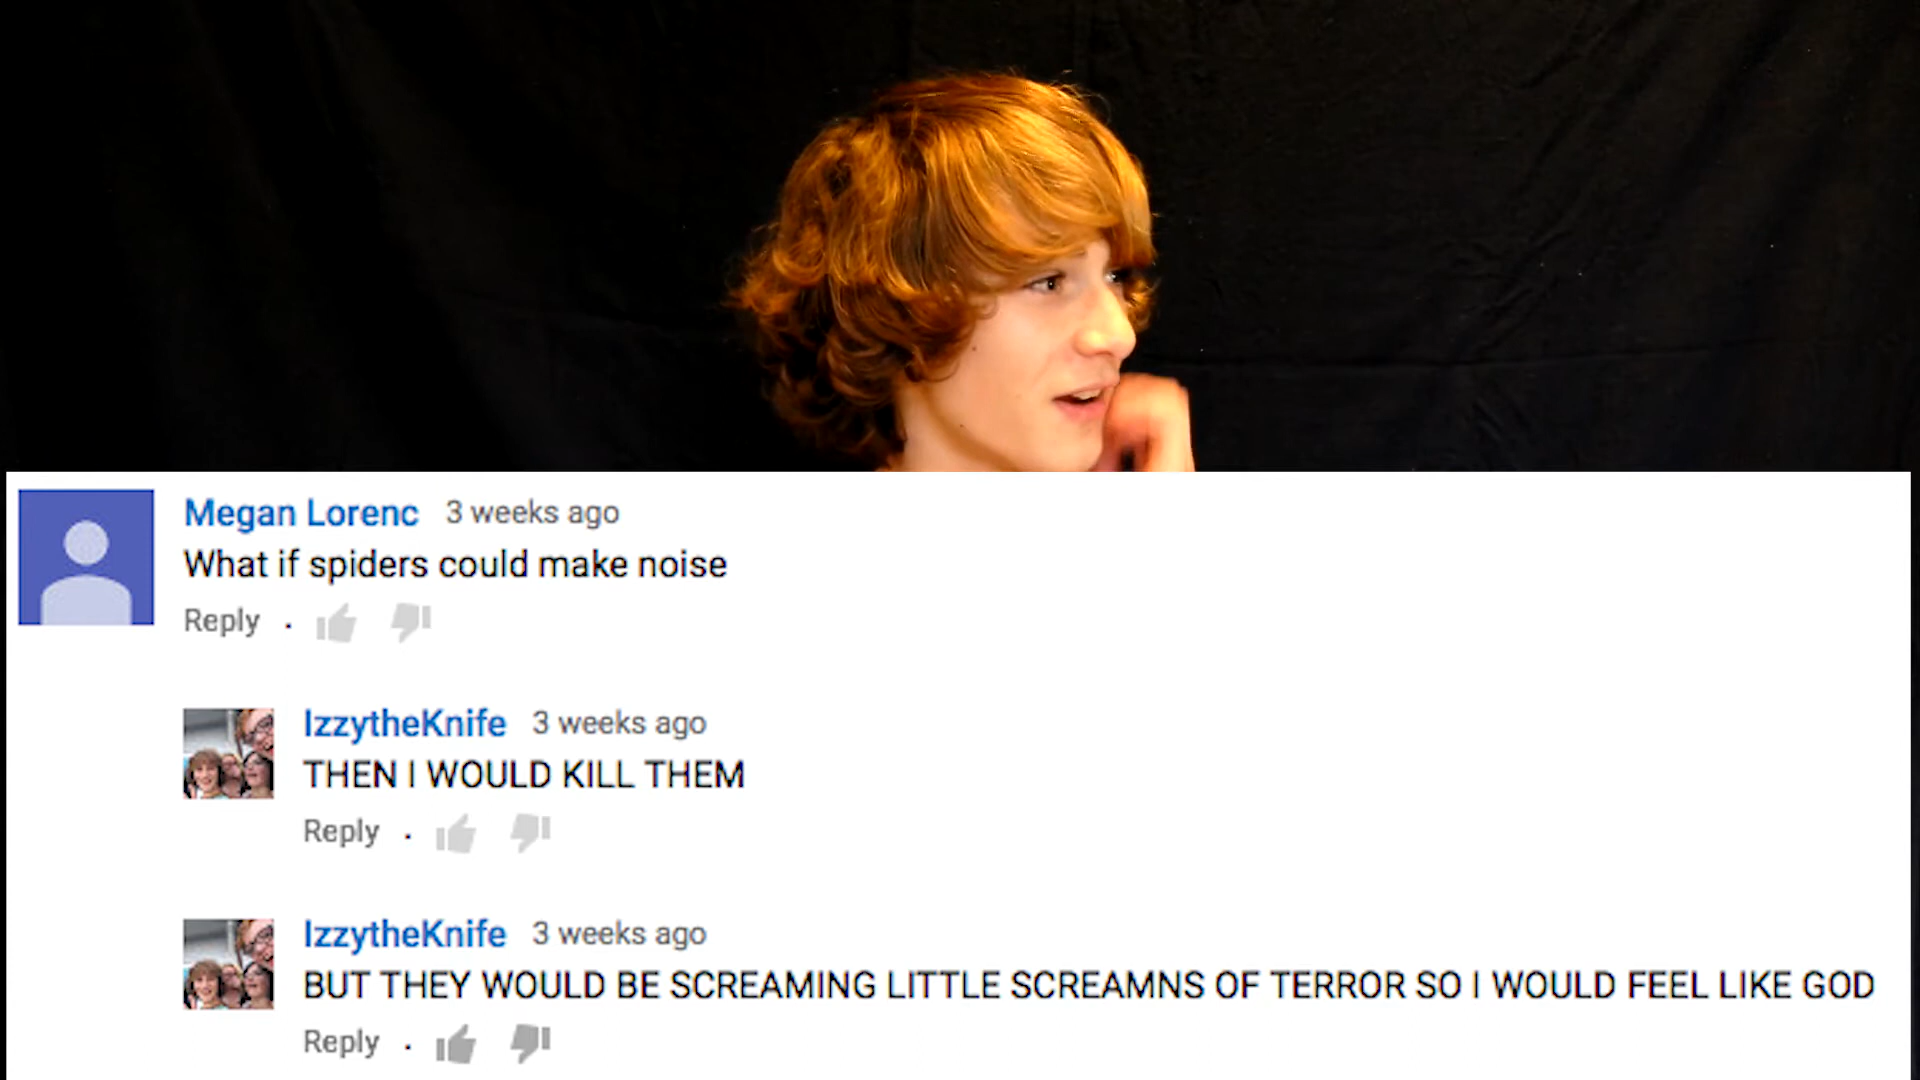 Megan Lorenc 3 weeks ago
What if spiders could make noise
Reply .
IzzytheKnife 3 weeks ago
THEN I WOULD KILL THEM
Reply .
IzzytheKnife 3 weeks ago
BUT THEY WOULD BE SCREAMING LITTLE SCREAMNS OF TERROR SO I WOULD FEEL LIKE GOD
Reply .